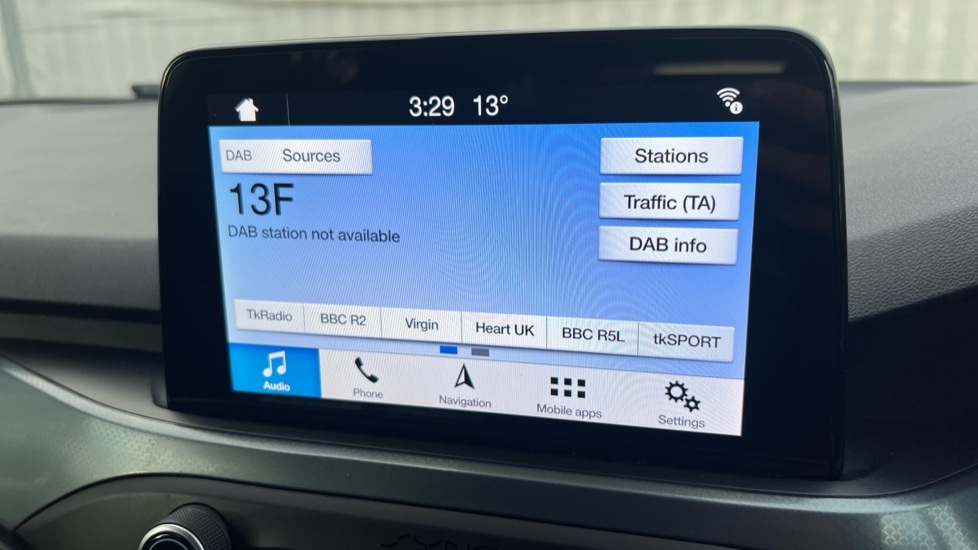 3:29 13°
DAB Sources
Stations
13F
Traffic (TA)
DAB station not available
DAB info
TkRadio BBC R2 Virgin Heart UK BBC R5L tkSPORT
Audio Phone Navigation Mobile apps Settings